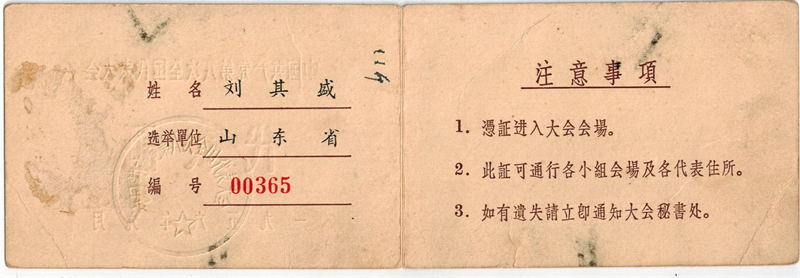 姓名 刘其盛
选举單位 山东省
編号 00365
注意事項
1. 憑証进入大会会場。
2. 此証可通行各小組会場及各代表住所。
3. 如有遺失請立卽通知大会秘書处。